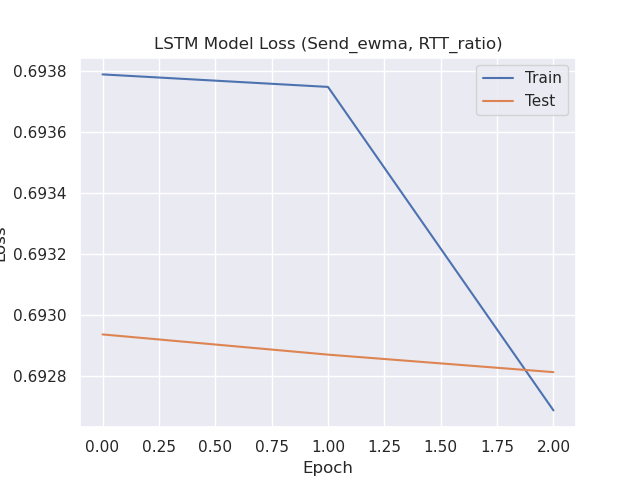 LSTM Model Loss (Send_ewma, RTT_ratio)
Train
Test
0.6938
0.6936
0.6934
0.6932
0.6930
0.6928
Loss
0.00 0.25 0.50 0.75 1.00 1.25 1.50 1.75 2.00
Epoch